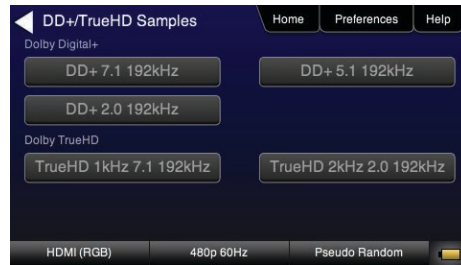 DD+/TrueHD Samples Home Preferences Help
Dolby Digital+
DD+ 7.1 192kHz DD+ 5.1 192kHz
DD+ 2.0 192kHz
Dolby TrueHD
TrueHD 1kHz 7.1 192kHz TrueHD 2kHz 2.0 192kHz
HDMI (RGB) 480p 60Hz Pseudo Random